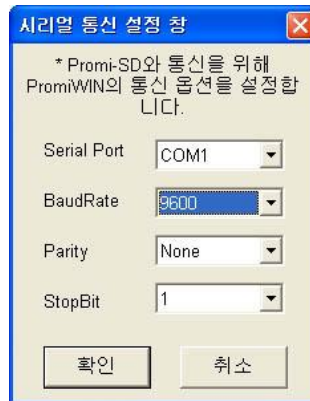 시리얼 통신 설정 창
* Promi-SD와 통신을 위해
PromiWIN의 통신 옵션을 설정합
니다.
Serial Port COM1
BaudRate 9600
Parity None
StopBit 1
확인 취소